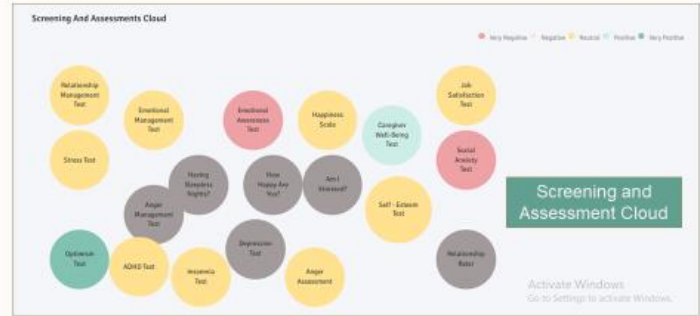 Screening And Assessments Cloud
Very Negative
Negative
Neutral
Positive
Very Positive
Relationship
Management
Test
Emotional
Management
Test
Emotional
Awareness
Test
Happiness
Scale
Caregiver
Well-Being
Test
Job
Satisfaction
Test
Stress Test
Having
Sleepless
Nights?
How
Happy Are
You?
Am I
Stressed?
Social
Anxiety
Test
Anger
Management
Test
Self - Esteem
Test
Screening and
Assessment Cloud
Optimism
Test
ADHD Test
Insomnia
Test
Depression
Test
Anger
Assessment
Relationship
Rater
Activate Windows
Go to Settings to activate Windows.